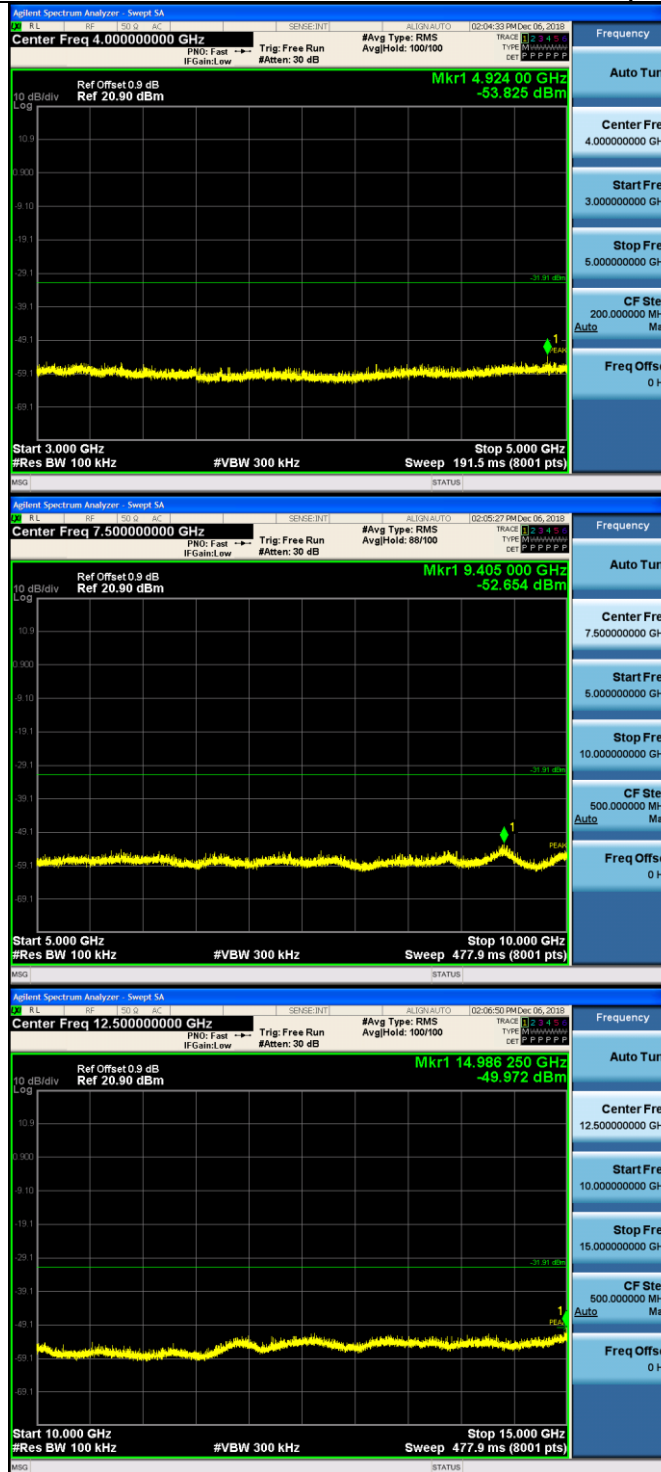 Agilent Spectrum Analyzer - Swept SA
RL RF 50 Ω AC SENSE:INT ALIGNAUTO 02:04:33 PM Dec 06, 2018
Center Freq 4.000000000 GHz
PNO: Fast Trig: Free Run #Avg Type: RMS TRACE 1 2 3 4 5 6
IFGain:Low #Atten: 30 dB Avg|Hold: 100/100 TYPE M
DET P P P P P P
Mkr1 4.924 00 GHz
-53.825 dBm
Ref Offset 0.9 dB
10 dB/div Ref 20.90 dBm
Log
10.9
0.900
-9.10
-19.1
-29.1
-31.91 dBm
-39.1
-49.1
1
PEAK
-59.1
-69.1
Start 3.000 GHz Stop 5.000 GHz
#Res BW 100 kHz #VBW 300 kHz Sweep 191.5 ms (8001 pts)
MSG STATUS
Frequency
Auto Tun
Center Fre
4.000000000 GH
Start Fre
3.000000000 GH
Stop Fre
5.000000000 GH
CF Ste
200.000000 MH
Auto Ma
Freq Offse
0 H
Agilent Spectrum Analyzer - Swept SA
RL RF 50 Ω AC SENSE:INT ALIGNAUTO 02:05:27 PM Dec 06, 2018
Center Freq 7.500000000 GHz
PNO: Fast Trig: Free Run #Avg Type: RMS TRACE 1 2 3 4 5 6
IFGain:Low #Atten: 30 dB Avg|Hold: 88/100 TYPE M
DET P P P P P P
Mkr1 9.405 000 GHz
-52.654 dBm
Ref Offset 0.9 dB
10 dB/div Ref 20.90 dBm
Log
10.9
0.900
-9.10
-19.1
-29.1
-31.91 dBm
-39.1
-49.1
1
PEAK
-59.1
-69.1
Start 5.000 GHz Stop 10.000 GHz
#Res BW 100 kHz #VBW 300 kHz Sweep 477.9 ms (8001 pts)
MSG STATUS
Frequency
Auto Tun
Center Fre
7.500000000 GH
Start Fre
5.000000000 GH
Stop Fre
10.000000000 GH
CF Ste
500.000000 MH
Auto Ma
Freq Offse
0 H
Agilent Spectrum Analyzer - Swept SA
RL RF 50 Ω AC SENSE:INT ALIGNAUTO 02:06:50 PM Dec 06, 2018
Center Freq 12.500000000 GHz
PNO: Fast Trig: Free Run #Avg Type: RMS TRACE 1 2 3 4 5 6
IFGain:Low #Atten: 30 dB Avg|Hold: 100/100 TYPE M
DET P P P P P P
Mkr1 14.986 250 GHz
-49.972 dBm
Ref Offset 0.9 dB
10 dB/div Ref 20.90 dBm
Log
10.9
0.900
-9.10
-19.1
-29.1
-31.91 dBm
-39.1
-49.1
1
PEAK
-59.1
-69.1
Start 10.000 GHz Stop 15.000 GHz
#Res BW 100 kHz #VBW 300 kHz Sweep 477.9 ms (8001 pts)
MSG STATUS
Frequency
Auto Tun
Center Fre
12.500000000 GH
Start Fre
10.000000000 GH
Stop Fre
15.000000000 GH
CF Ste
500.000000 MH
Auto Ma
Freq Offse
0 H